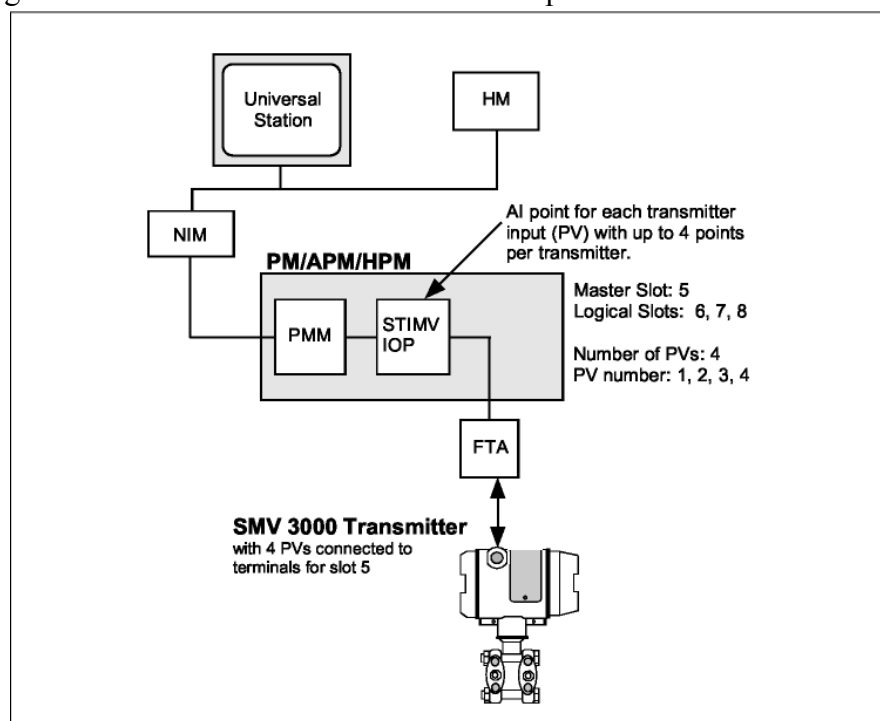 Universal
Station
HM
NIM
AI point for each transmitter
input (PV) with up to 4 points
per transmitter.
PM/APM/HPM
PMM
STIMV
IOP
Master Slot: 5
Logical Slots: 6, 7, 8
Number of PVs: 4
PV number: 1, 2, 3, 4
FTA
SMV 3000 Transmitter
with 4 PVs connected to
terminals for slot 5